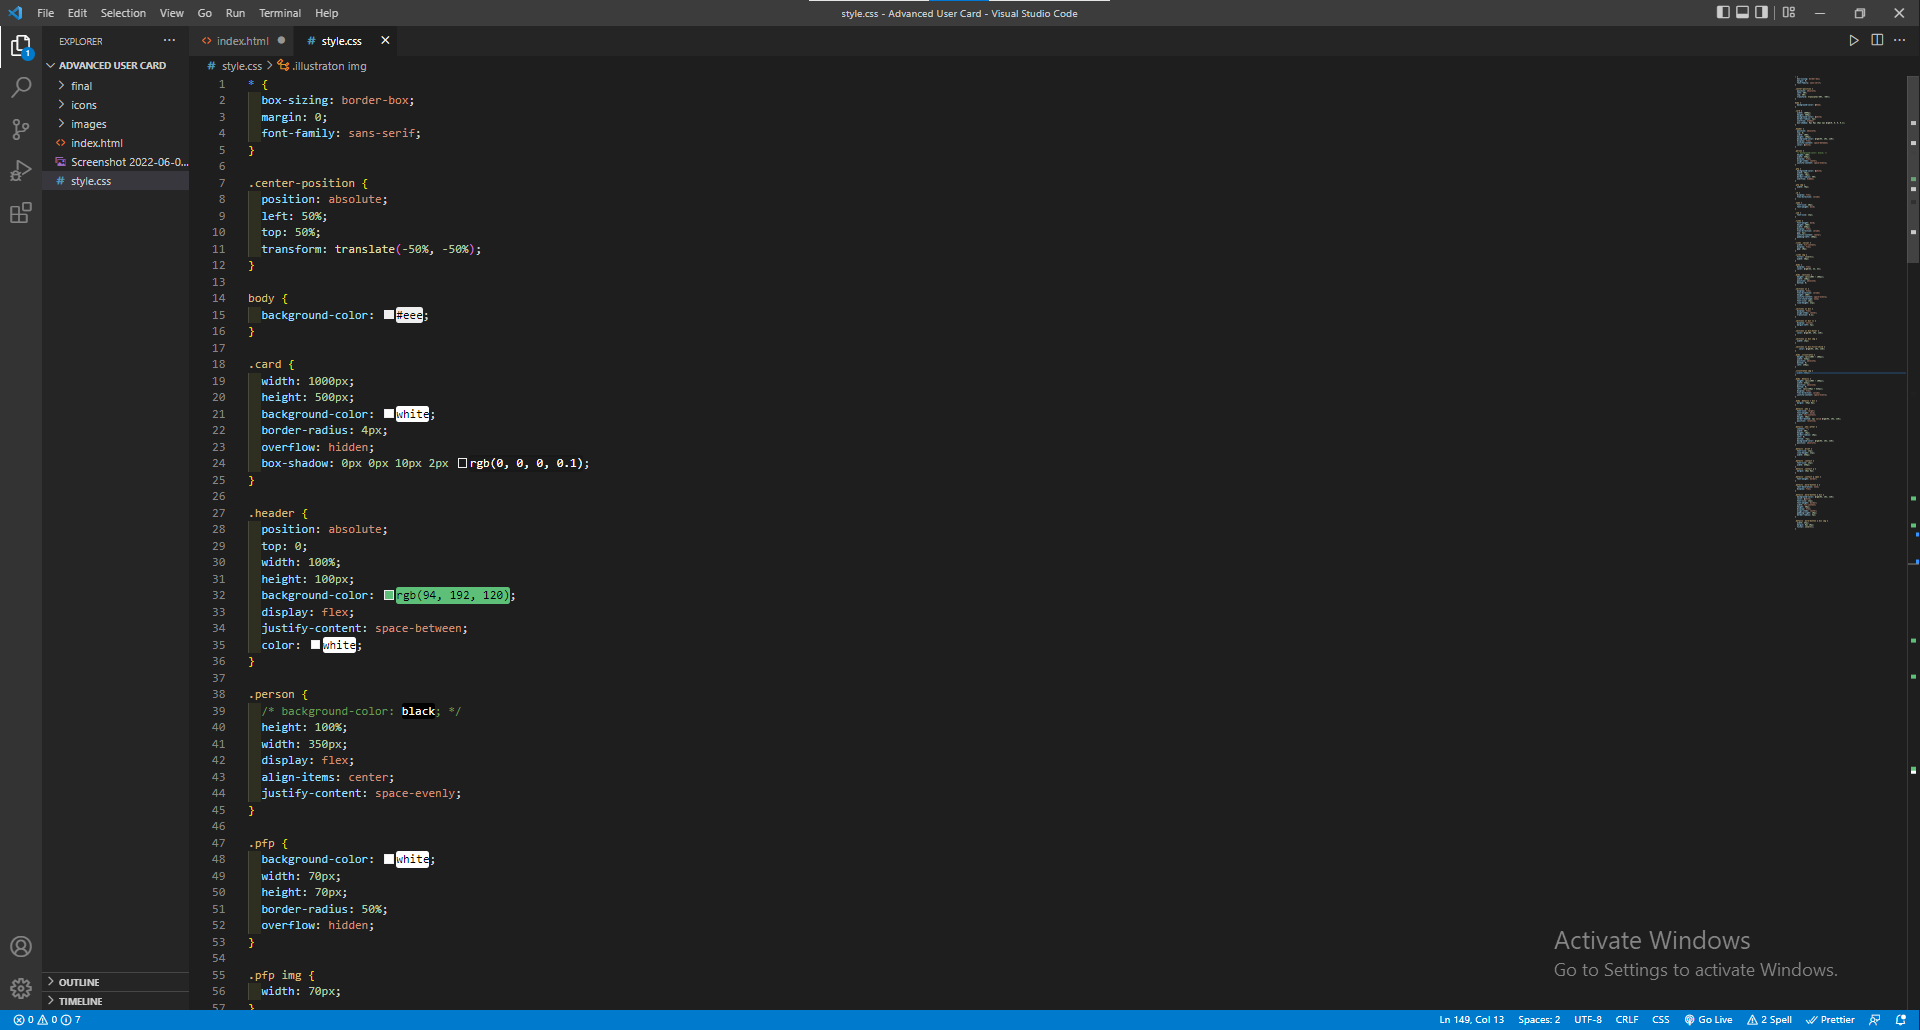 File Edit Selection View Go Run Terminal Help
style.css - Advanced User Card - Visual Studio Code
EXPLORER
index.html
# style.css
1
ADVANCED USER CARD
# style.css > .illustraton img
final
icons
images
index.html
Screenshot 2022-06-0...
# style.css
1 * {
2 box-sizing: border-box;
3 margin: 0;
4 font-family: sans-serif;
5 }
6
7 .center-position {
8 position: absolute;
9 left: 50%;
10 top: 50%;
11 transform: translate(-50%, -50%);
12 }
13
14 body {
15 background-color: #eee;
16 }
17
18 .card {
19 width: 1000px;
20 height: 500px;
21 background-color: white;
22 border-radius: 4px;
23 overflow: hidden;
24 box-shadow: 0px 0px 10px 2px rgb(0, 0, 0, 0.1);
25 }
26
27 .header {
28 position: absolute;
29 top: 0;
30 width: 100%;
31 height: 100px;
32 background-color: rgb(94, 192, 120);
33 display: flex;
34 justify-content: space-between;
35 color: white;
36 }
37
38 .person {
39 /* background-color: black; */
40 height: 100%;
41 width: 350px;
42 display: flex;
43 align-items: center;
44 justify-content: space-evenly;
45 }
46
47 .pfp {
48 background-color: white;
49 width: 70px;
50 height: 70px;
51 border-radius: 50%;
52 overflow: hidden;
53 }
54
55 .pfp img {
56 width: 70px;
57 }
OUTLINE
TIMELINE
Activate Windows
Go to Settings to activate Windows.
0 0 7
Ln 149, Col 13 Spaces: 2 UTF-8 CRLF CSS Go Live 2 Spell Prettier